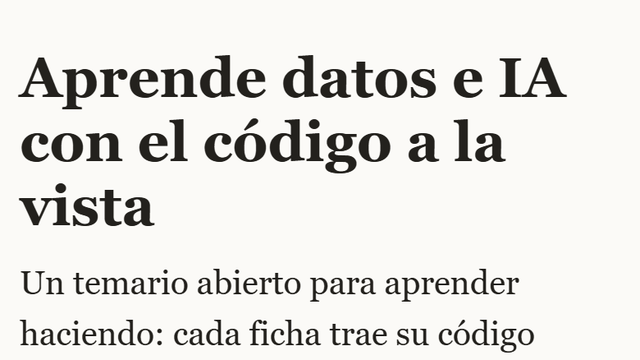 Aprende datos e IA
con el código a la
vista
Un temario abierto para aprender
haciendo: cada ficha trae su código